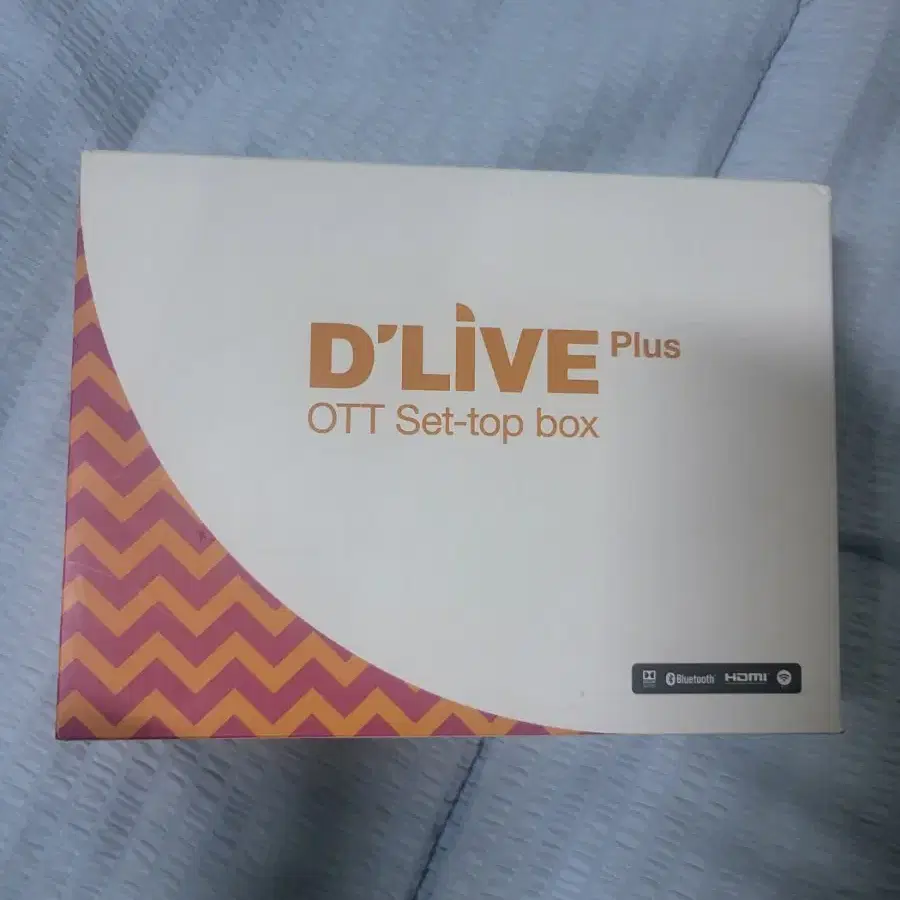 D'LIVE Plus
OTT Set-top box
Bluetooth HDMI